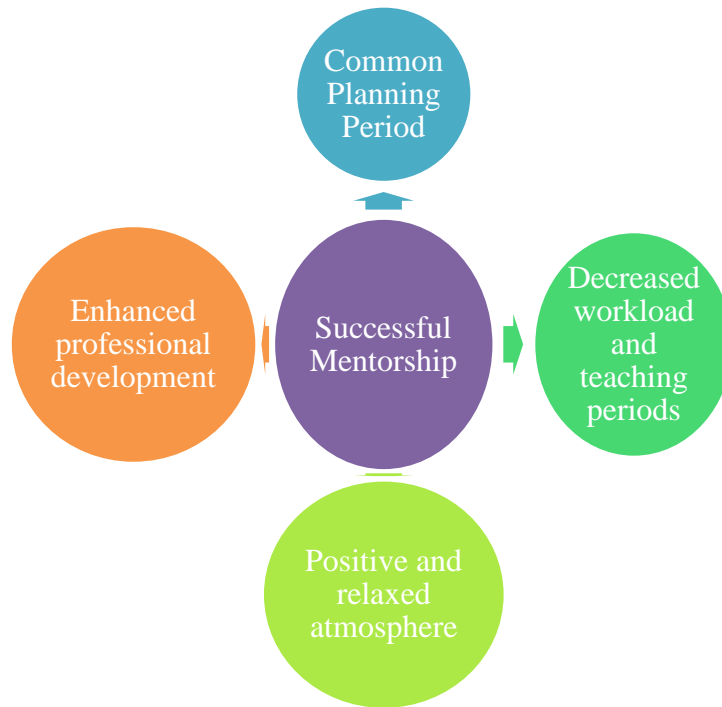 Common
Planning
Period
Enhanced
professional
development
Successful
Mentorship
Decreased
workload
and
teaching
periods
Positive and
relaxed
atmosphere